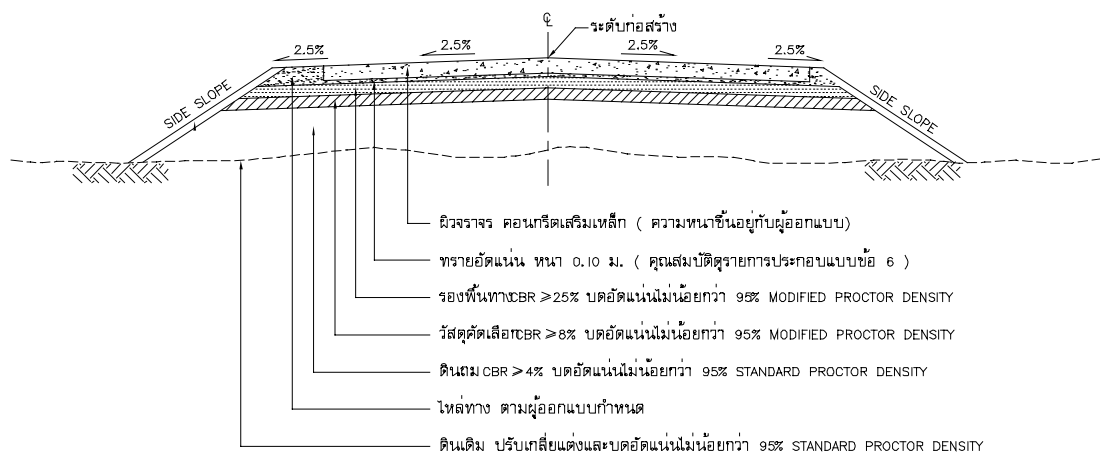 ℄
ระดับก่อสร้าง
2.5% 2.5% 2.5% 2.5%
SIDE SLOPE
SIDE SLOPE
ผิวจราจร คอนกรีตเสริมเหล็ก ( ความหนาขึ้นอยู่กับผู้ออกแบบ)
ทรายอัดแน่น หนา 0.10 ม. ( คุณสมบัติดูรายการประกอบแบบข้อ 6 )
รองพื้นทางCBR ≥25% บดอัดแน่นไม่น้อยกว่า 95% MODIFIED PROCTOR DENSITY
วัสดุคัดเลือกCBR ≥8% บดอัดแน่นไม่น้อยกว่า 95% MODIFIED PROCTOR DENSITY
ดินถม CBR ≥4% บดอัดแน่นไม่น้อยกว่า 95% STANDARD PROCTOR DENSITY
ไหล่ทาง ตามผู้ออกแบบกำหนด
ดินเดิม ปรับเกลี่ยแต่งและบดอัดแน่นไม่น้อยกว่า 95% STANDARD PROCTOR DENSITY